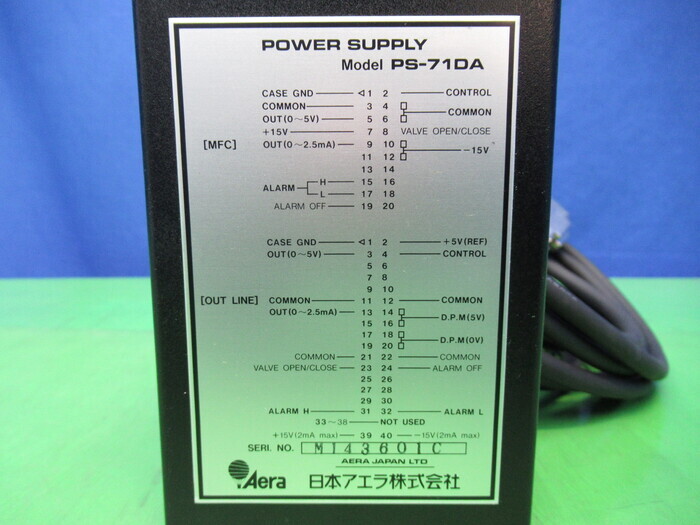 POWER SUPPLY
Model PS-71DA
CASE GND ◁1 2 CONTROL
COMMON 3 4 COMMON
OUT(0～5V) 5 6
+15V 7 8 VALVE OPEN/CLOSE
[MFC] OUT(0～2.5mA) 9 10 −15V
11 12
13 14
ALARM H 15 16
L 17 18
ALARM OFF 19 20
CASE GND ◁1 2 +5V(REF)
OUT(0～5V) 3 4 CONTROL
5 6
7 8
9 10
[OUT LINE] COMMON 11 12 COMMON
OUT(0～2.5mA) 13 14 D.P.M(5V)
15 16
17 18 D.P.M(0V)
19 20
COMMON 21 22 COMMON
VALVE OPEN/CLOSE 23 24 ALARM OFF
25 26
27 28
29 30
ALARM H 31 32 ALARM L
33～38 NOT USED
+15V(2mA max) 39 40 −15V(2mA max)
SERI. NO. M143601C
AERA JAPAN LTD
Aera 日本アエラ株式会社